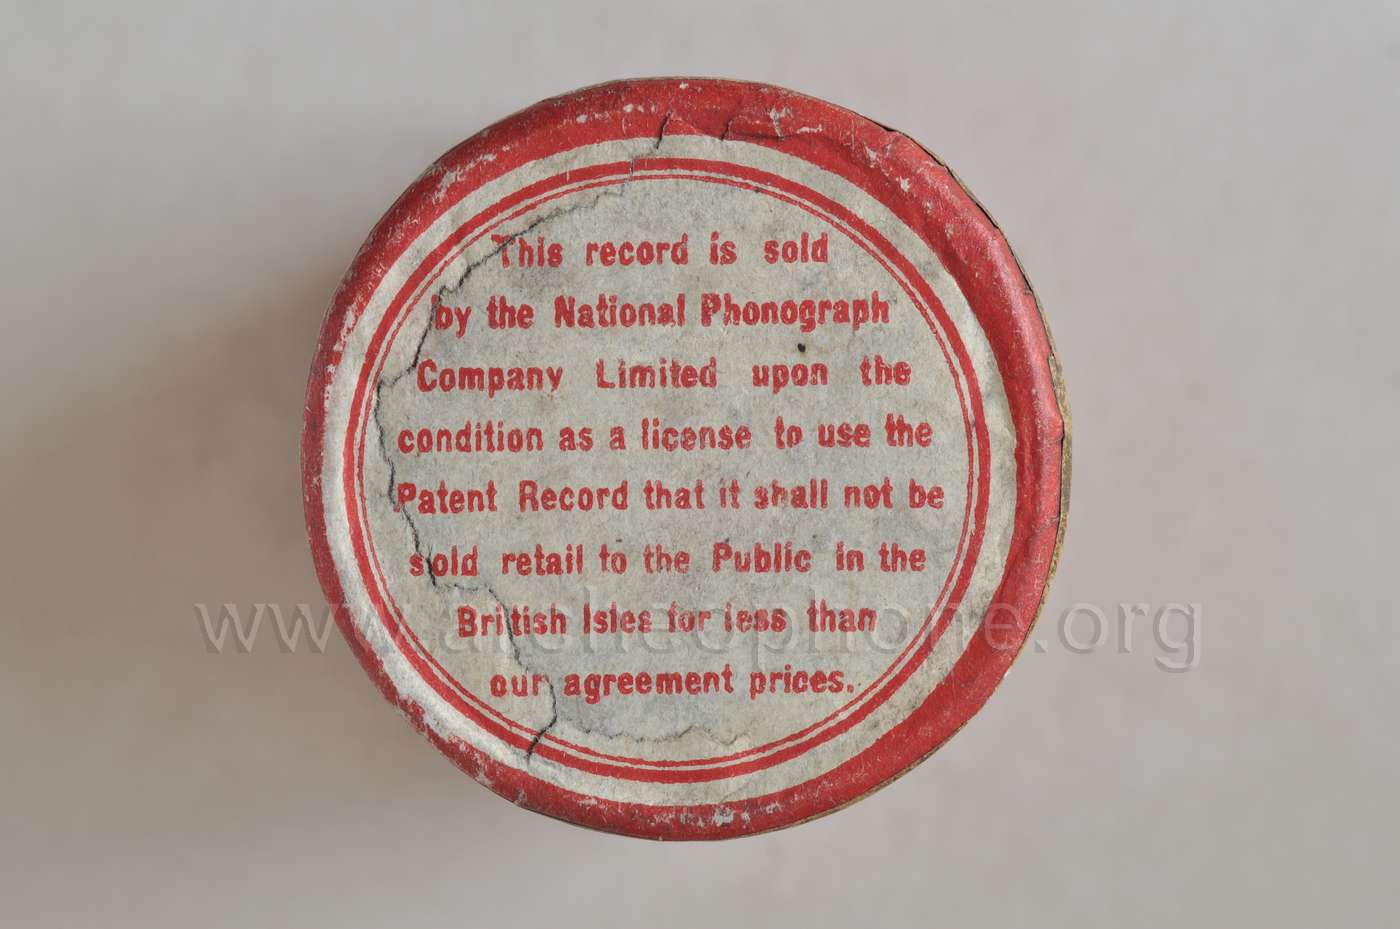 This record is sold
by the National Phonograph
Company Limited upon the
condition as a license to use the
Patent Record that it shall not be
sold retail to the Public in the
British Isles for less than
our agreement prices.
www.archeophone.org